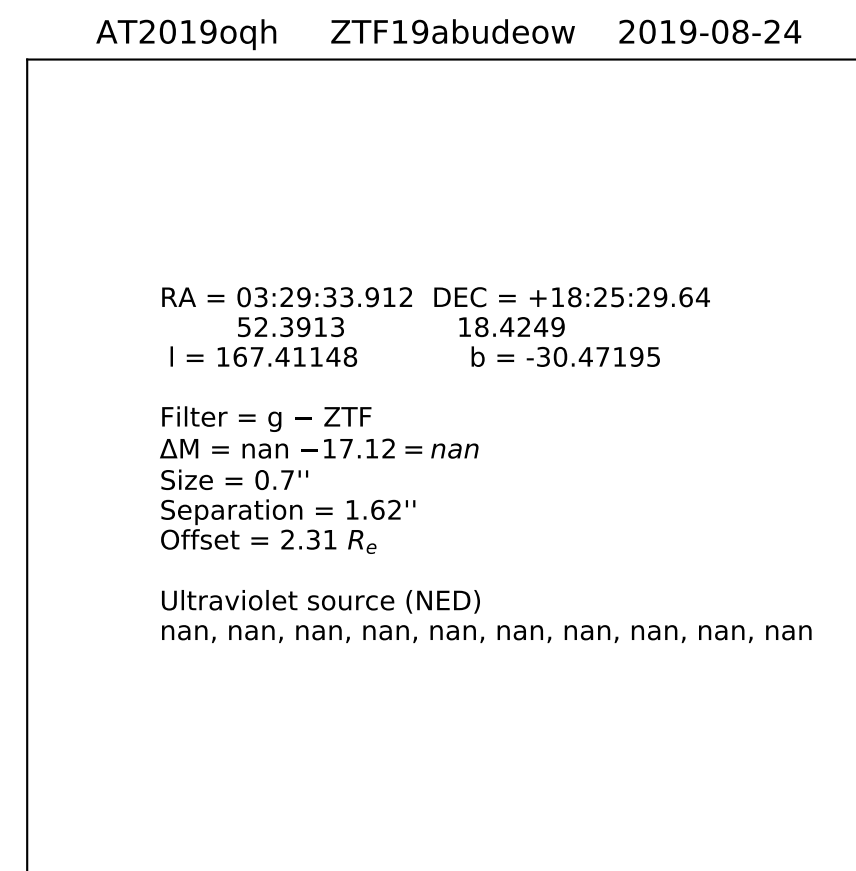 AT2019oqh ZTF19abudeow 2019-08-24
RA = 03:29:33.912 DEC = +18:25:29.64
52.3913 18.4249
l = 167.41148 b = -30.47195
Filter = g − ZTF
ΔM = nan −17.12 = nan
Size = 0.7''
Separation = 1.62''
Offset = 2.31 Re
Ultraviolet source (NED)
nan, nan, nan, nan, nan, nan, nan, nan, nan, nan